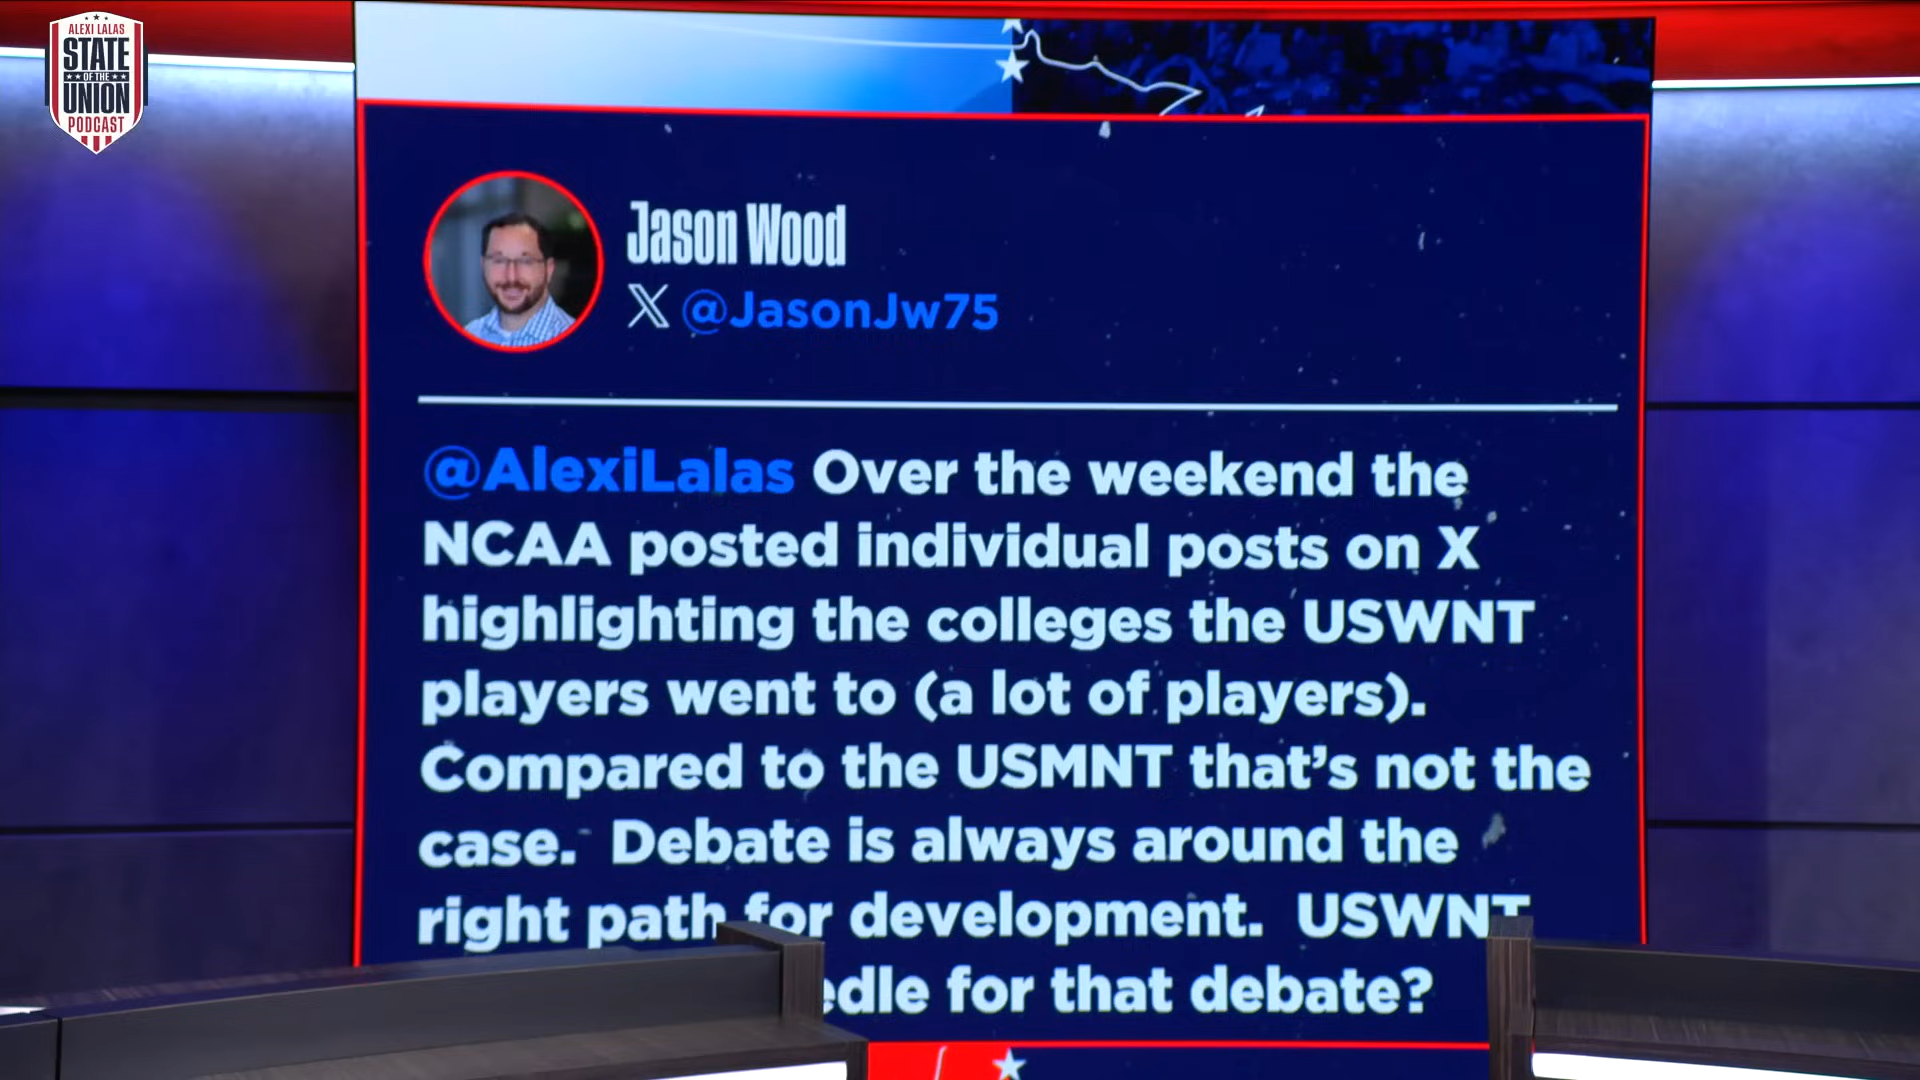 ALEXI LALAS
STATE
OF THE
UNION
PODCAST
Jason Wood
X @JasonJw75
@AlexiLalas Over the weekend the
NCAA posted individual posts on X
highlighting the colleges the USWNT
players went to (a lot of players).
Compared to the USMNT that's not the
case. Debate is always around the
right path for development. USWNT
for that debate?